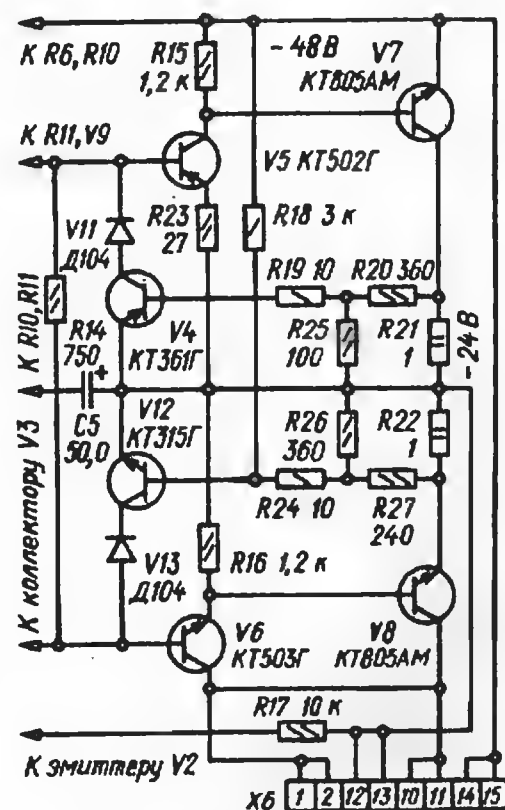 К R6, R10
R15
1,2 к
- 48 В
V7
КТ805АМ
К R11, V9
V5 КТ502Г
V11
Д104
R23
27
R18 3 к
R19 10
R20 360
К R10, R11
R14
750
V4
КТ361Г
R25
100
R21
1
- 24 В
+
C5
50,0
V12
КТ315Г
R26
360
R22
1
К коллектору V3
R24 10
R27
240
V13
Д104
R16 1,2 к
V6
КТ503Г
V8
КТ805АМ
R17 10 к
К эмиттеру V2
X6 1 2 12 13 10 11 14 15